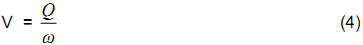 V = Q/ω (4)